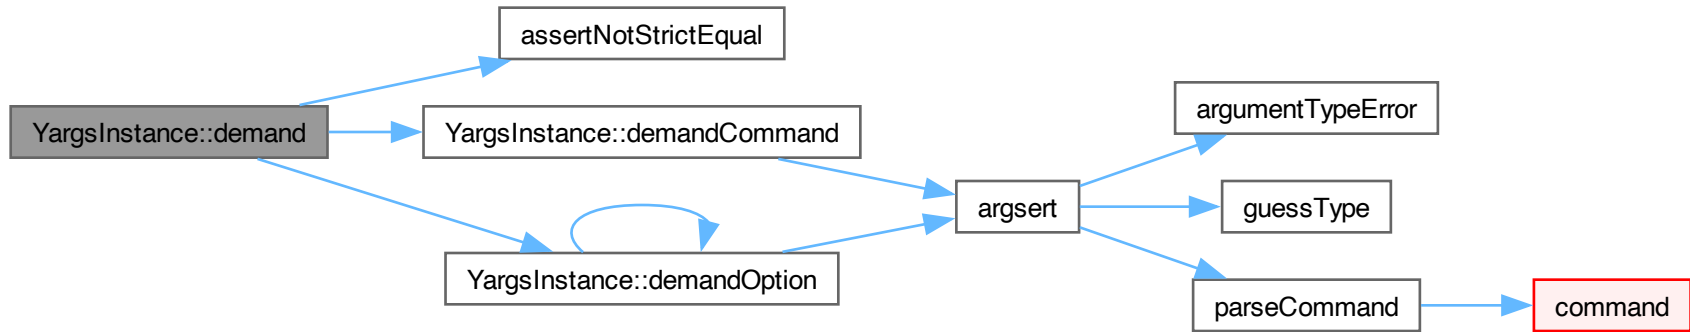 assertNotStrictEqual
YargsInstance::demand
YargsInstance::demandCommand
YargsInstance::demandOption
argsert
argumentTypeError
guessType
parseCommand
command